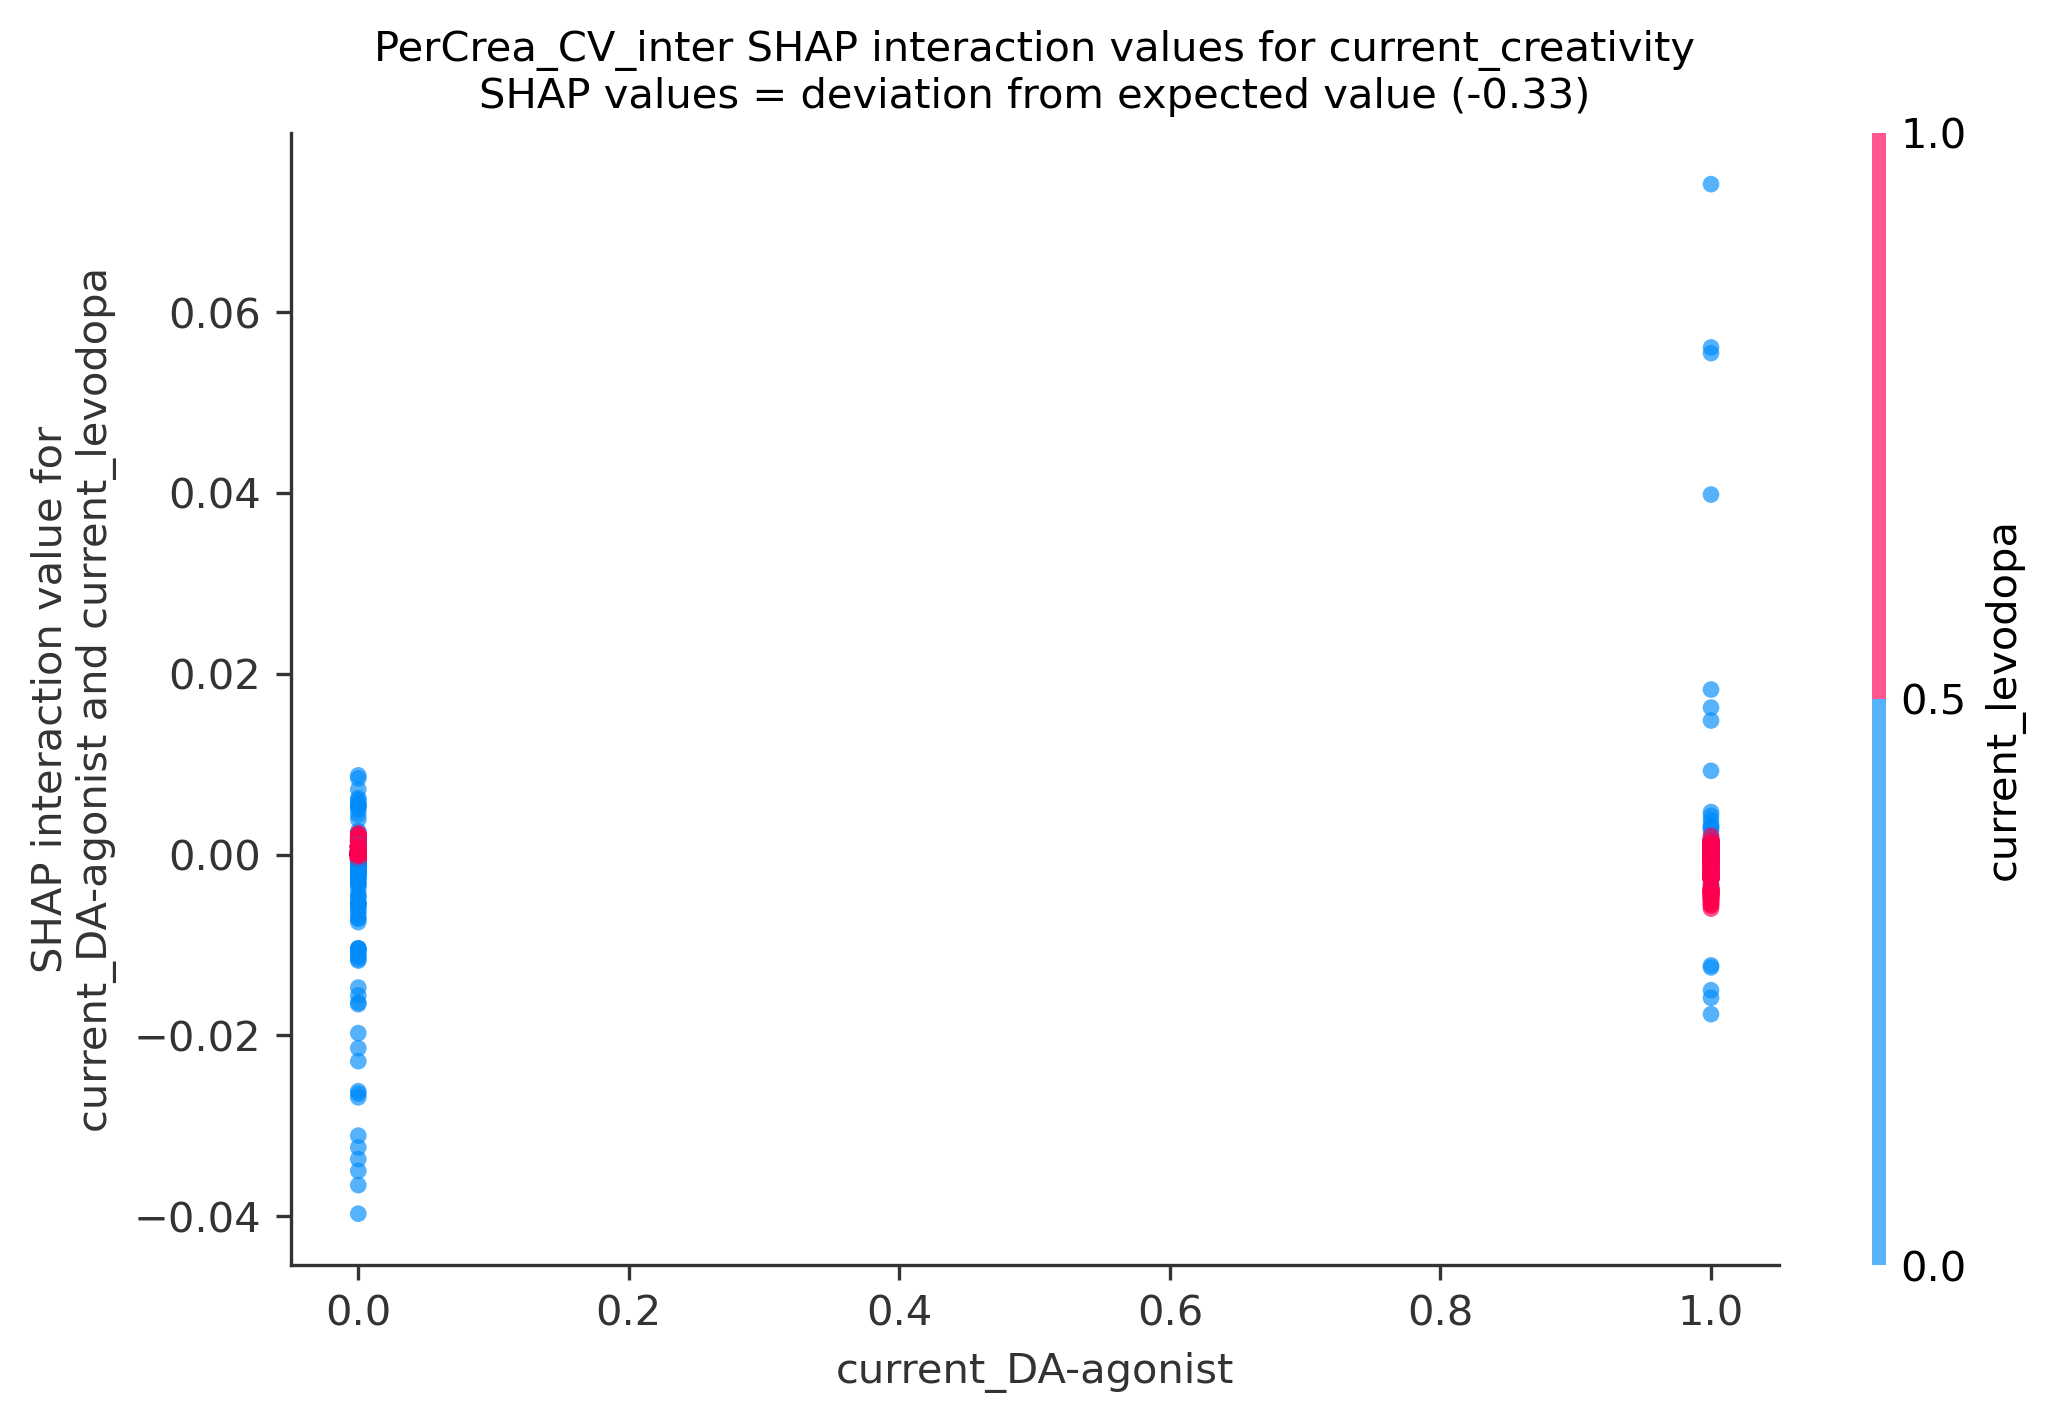 PerCrea_CV_inter SHAP interaction values for current_creativity
SHAP values = deviation from expected value (-0.33)
SHAP interaction value for
current_DA-agonist and current_levodopa
0.06
0.04
0.02
0.00
−0.02
−0.04
0.0
0.2
0.4
0.6
0.8
1.0
current_DA-agonist
1.0
0.5
0.0
current_levodopa